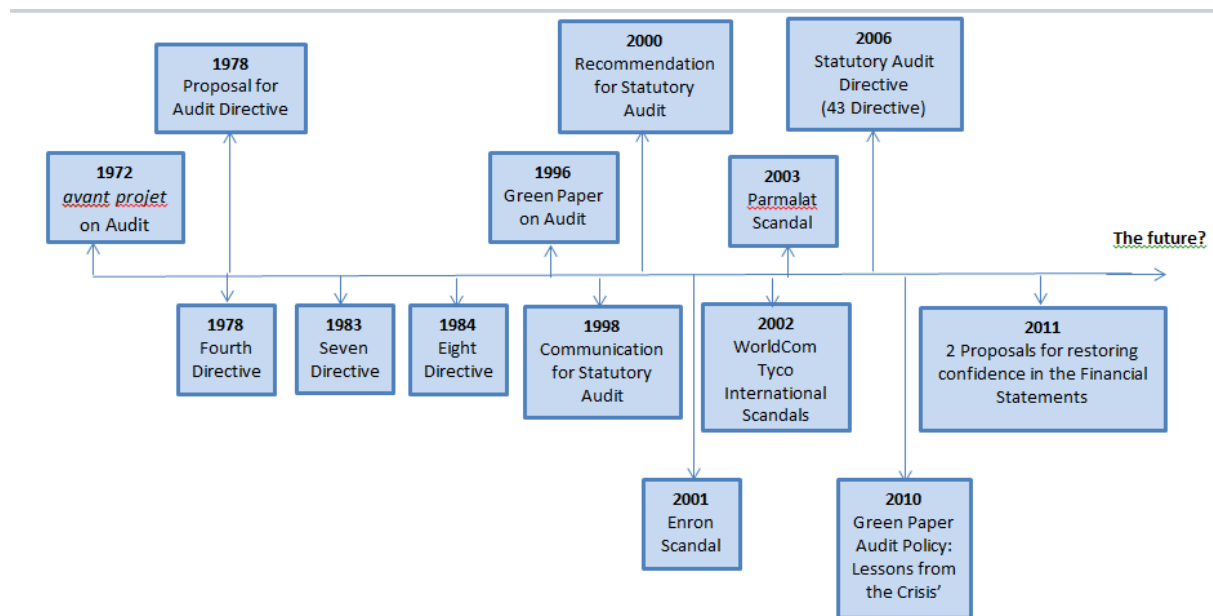 1972
avant projet
on Audit
1978
Proposal for
Audit Directive
1996
Green Paper
on Audit
2000
Recommendation
for Statutory
Audit
2003
Parmalat
Scandal
2006
Statutory Audit
Directive
(43 Directive)
The future?
1978
Fourth
Directive
1983
Seven
Directive
1984
Eight
Directive
1998
Communication
for Statutory
Audit
2001
Enron
Scandal
2002
WorldCom
Tyco
International
Scandals
2010
Green Paper
Audit Policy:
Lessons from
the Crisis’
2011
2 Proposals for restoring
confidence in the Financial
Statements